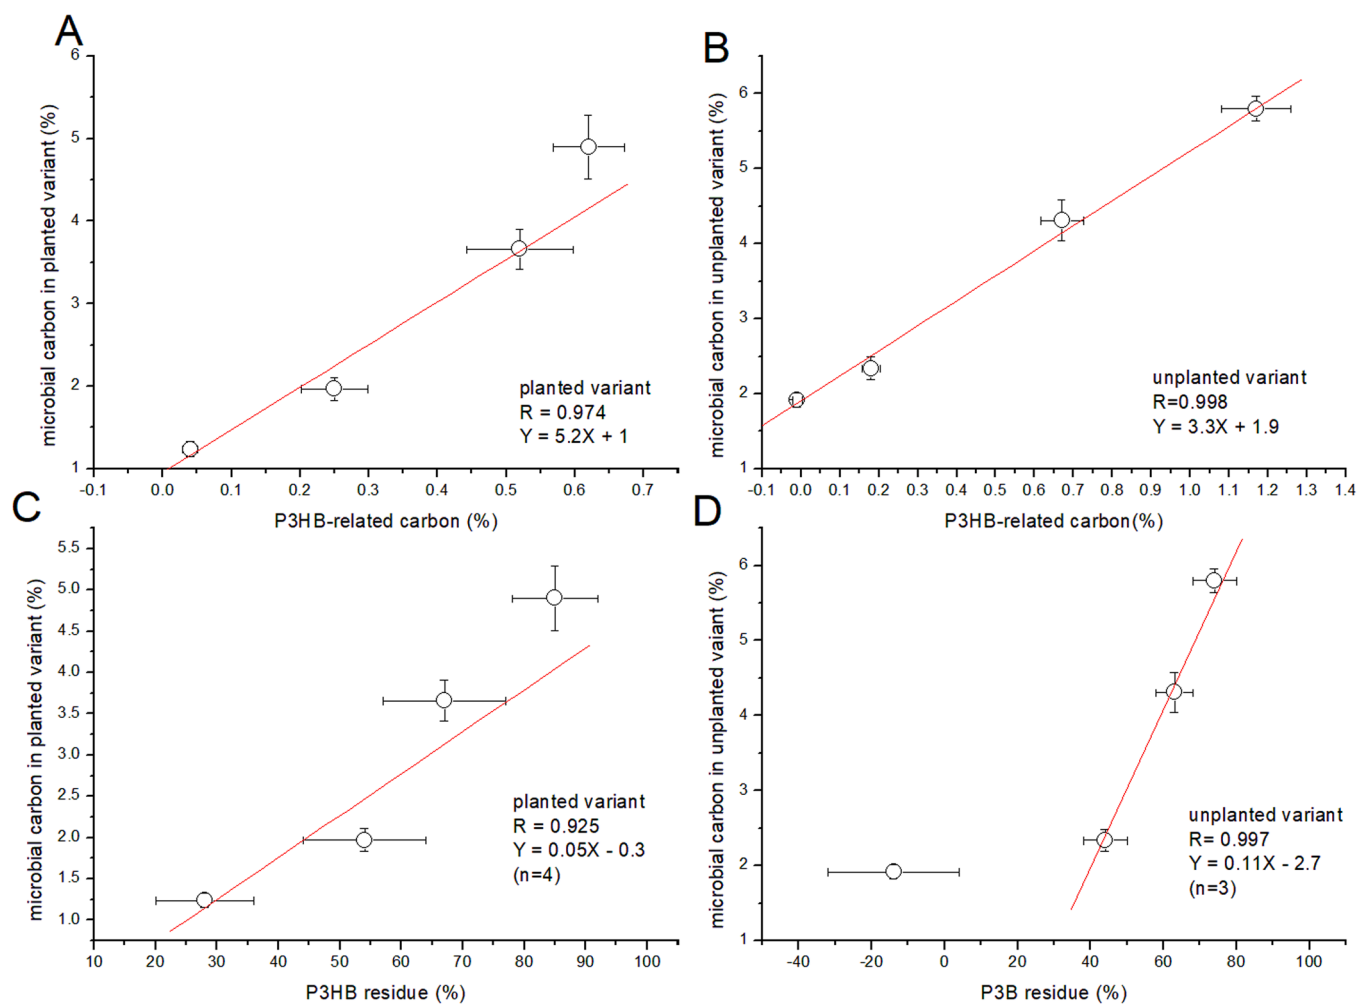 A
microbial carbon in planted variant (%)
6
5
4
3
2
1
-0.1 0.0 0.1 0.2 0.3 0.4 0.5 0.6 0.7
P3HB-related carbon (%)
planted variant
R = 0.974
Y = 5.2X + 1
B
microbial carbon in unplanted variant (%)
6
5
4
3
2
1
-0.1 0.0 0.1 0.2 0.3 0.4 0.5 0.6 0.7 0.8 0.9 1.0 1.1 1.2 1.3 1.4
P3HB-related carbon(%)
unplanted variant
R=0.998
Y = 3.3X + 1.9
C
microbial carbon in planted variant (%)
5.5
5.0
4.5
4.0
3.5
3.0
2.5
2.0
1.5
1.0
10 20 30 40 50 60 70 80 90 100
P3HB residue (%)
planted variant
R = 0.925
Y = 0.05X - 0.3
(n=4)
D
microbial carbon in unplanted vaiant (%)
6
5
4
3
2
1
-40 -20 0 20 40 60 80 100
P3B residue (%)
unplanted variant
R= 0.997
Y = 0.11X - 2.7
(n=3)